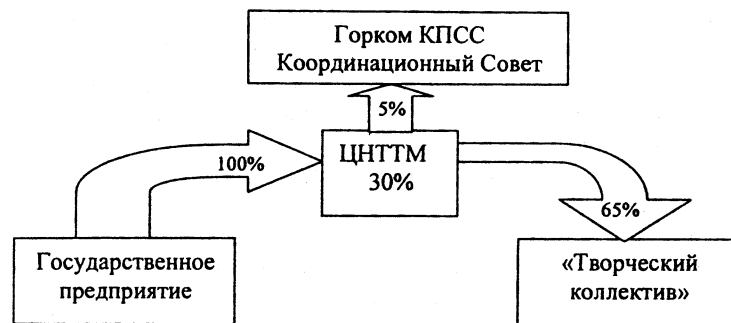 Горком КПСС
Координационный Совет
5%
100%
ЦНТТМ
30%
65%
Государственное
предприятие
«Творческий
коллектив»